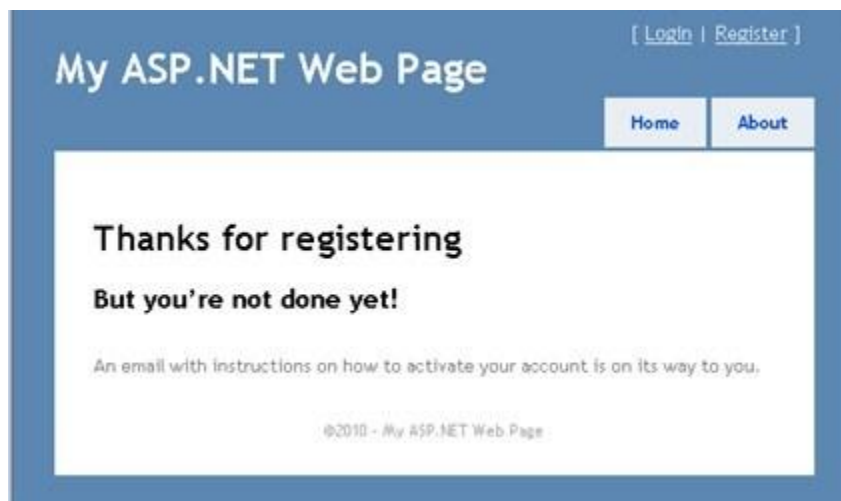 [ Login | Register ]
My ASP.NET Web Page
Home About
Thanks for registering
But you're not done yet!
An email with instructions on how to activate your account is on its way to you.
©2010 - My ASP.NET Web Page